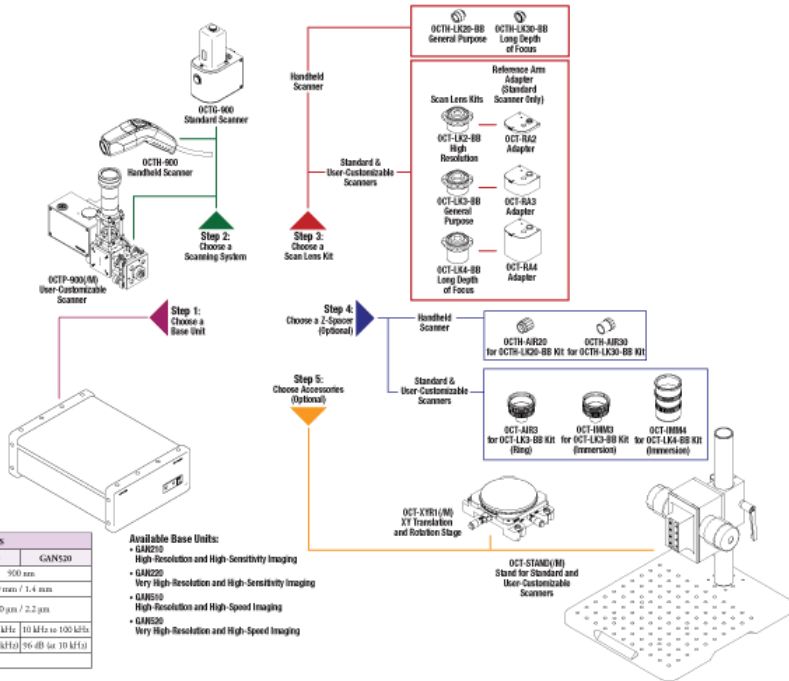 OCTG-900
Standard Scanner
OCTH-900
Handheld Scanner
OCTP-900(/M)
User-Customizable
Scanner
Step 2:
Choose a
Scanning System
Step 1:
Choose a
Base Unit
Handheld
Scanner
OCTH-LK20-BB
General Purpose
OCTH-LK30-BB
Long Depth
of Focus
Standard &
User-Customizable
Scanners
Step 3:
Choose a
Scan Lens Kit
Scan Lens Kits
Reference Arm
Adapter
(Standard
Scanner Only)
OCT-LK2-BB
High
Resolution
OCT-RA2
Adapter
OCT-LK3-BB
General
Purpose
OCT-RA3
Adapter
OCT-LK4-BB
Long Depth
of Focus
OCT-RA4
Adapter
Step 4:
Choose a Z-Spacer
(Optional)
Handheld
Scanner
OCTH-AIR20
for OCTH-LK20-BB Kit
OCTH-AIR30
for OCTH-LK30-BB Kit
Standard &
User-Customizable
Scanners
OCT-AIR3
for OCT-LK3-BB Kit
(Ring)
OCT-IMM3
for OCT-LK3-BB Kit
(Immersion)
OCT-IMM4
for OCT-LK4-BB Kit
(Immersion)
Step 5:
Choose Accessories
(Optional)
OCT-XYR1(/M)
XY Translation
and Rotation Stage
OCT-STAND(/M)
Stand for Standard and
User-Customizable
Scanners
Available Base Units:
• GAN210
High-Resolution and High-Sensitivity Imaging
• GAN220
Very High-Resolution and High-Sensitivity Imaging
• GAN510
High-Resolution and High-Speed Imaging
• GAN520
Very High-Resolution and High-Speed Imaging
GAN520
900 nm
mm / 1.4 mm
µm / 2.2 µm
kHz 10 kHz to 100 kHz
kHz) 96 dB (at 10 kHz)